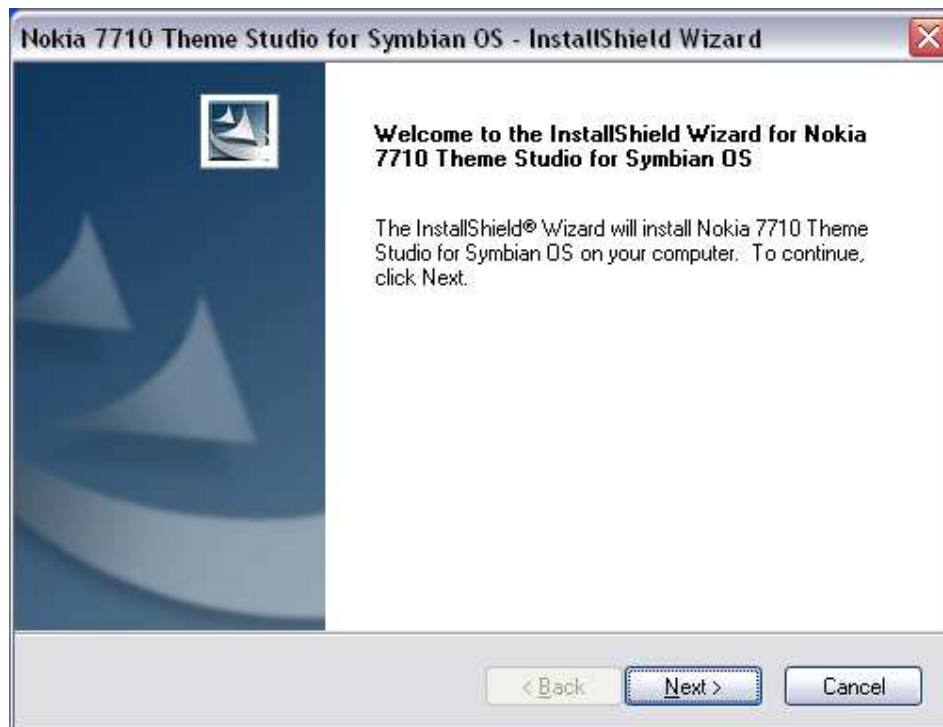 Nokia 7710 Theme Studio for Symbian OS - InstallShield Wizard
Welcome to the InstallShield Wizard for Nokia
7710 Theme Studio for Symbian OS
The InstallShield® Wizard will install Nokia 7710 Theme
Studio for Symbian OS on your computer.  To continue,
click Next.
< Back
Next >
Cancel